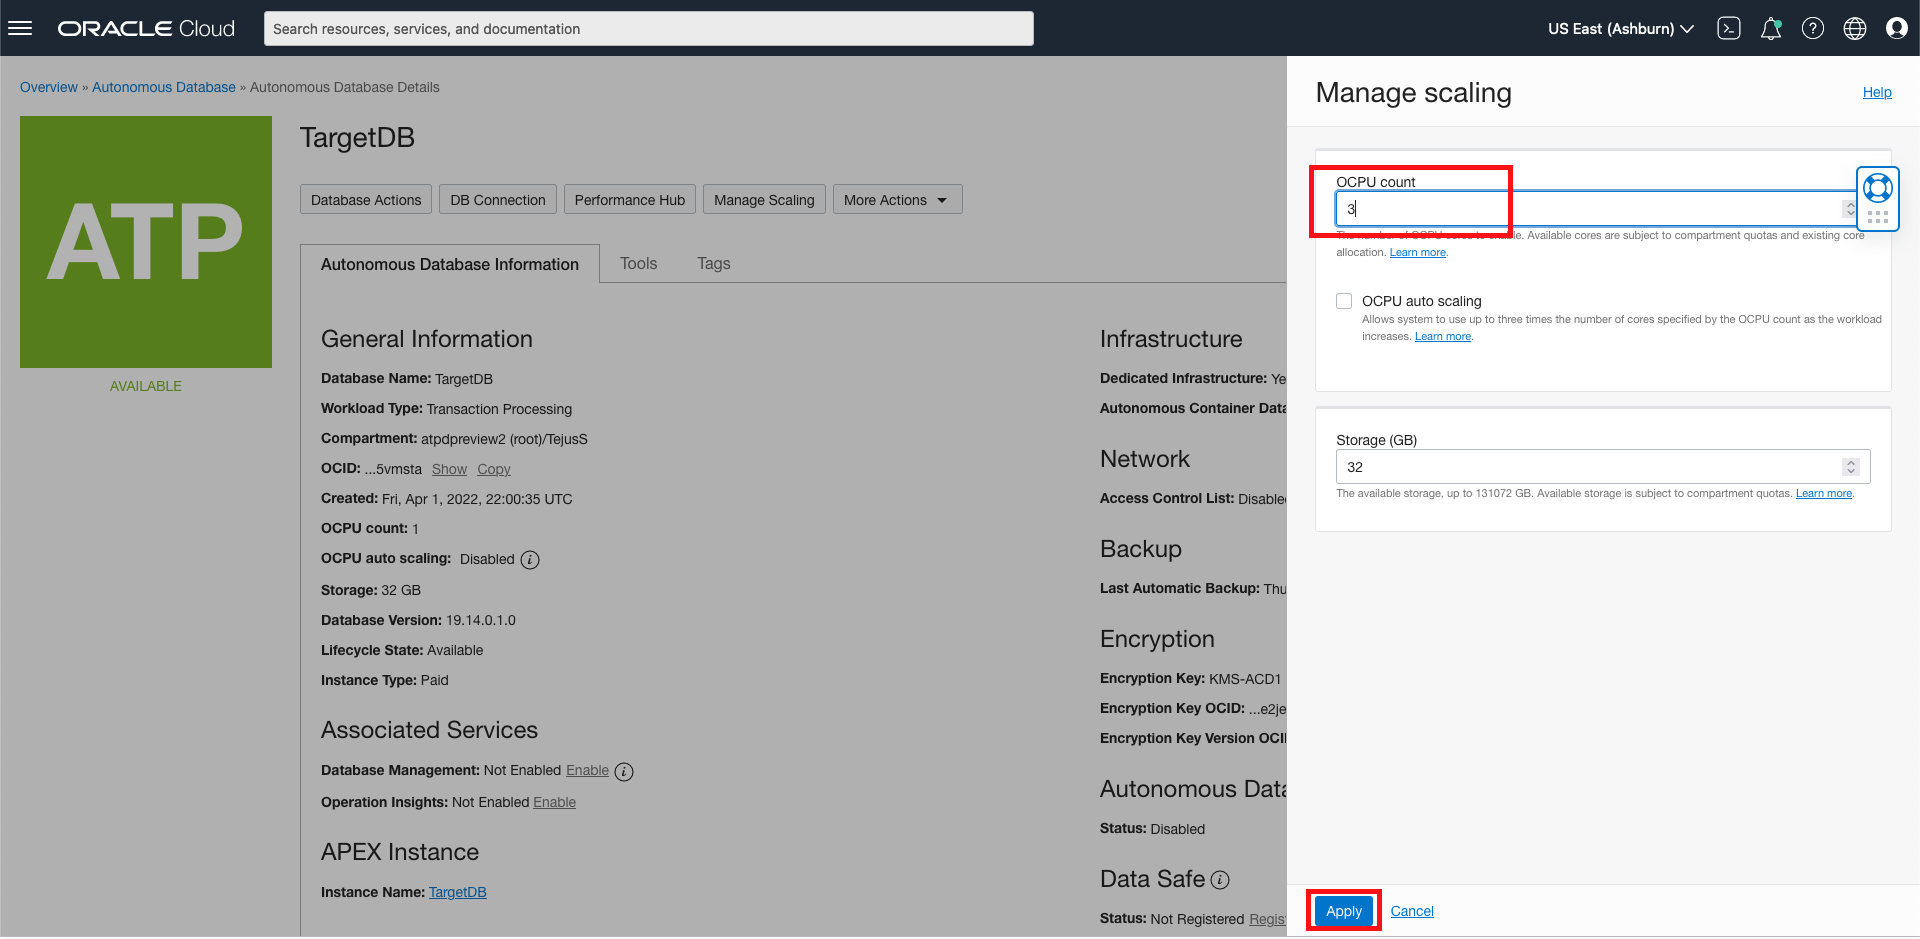 ORACLE Cloud
Search resources, services, and documentation
US East (Ashburn)
Overview » Autonomous Database » Autonomous Database Details
ATP
AVAILABLE
TargetDB
Database Actions
DB Connection
Performance Hub
Manage Scaling
More Actions
Autonomous Database Information
Tools
Tags
General Information
Database Name: TargetDB
Workload Type: Transaction Processing
Compartment: atpdpreview2 (root)/TejusS
OCID: ...5vmsta Show Copy
Created: Fri, Apr 1, 2022, 22:00:35 UTC
OCPU count: 1
OCPU auto scaling: Disabled i
Storage: 32 GB
Database Version: 19.14.0.1.0
Lifecycle State: Available
Instance Type: Paid
Associated Services
Database Management: Not Enabled Enable i
Operation Insights: Not Enabled Enable
APEX Instance
Instance Name: TargetDB
Infrastructure
Dedicated Infrastructure: Ye
Autonomous Container Data
Network
Access Control List: Disable
Backup
Last Automatic Backup: Thu
Encryption
Encryption Key: KMS-ACD1
Encryption Key OCID: ...e2je
Encryption Key Version OCI
Autonomous Data
Status: Disabled
Data Safe i
Status: Not Registered Regis
Manage scaling
Help
OCPU count
3
The number of OCPU cores to enable. Available cores are subject to compartment quotas and existing core
allocation. Learn more.
OCPU auto scaling
Allows system to use up to three times the number of cores specified by the OCPU count as the workload
increases. Learn more.
Storage (GB)
32
The available storage, up to 131072 GB. Available storage is subject to compartment quotas. Learn more.
Apply
Cancel